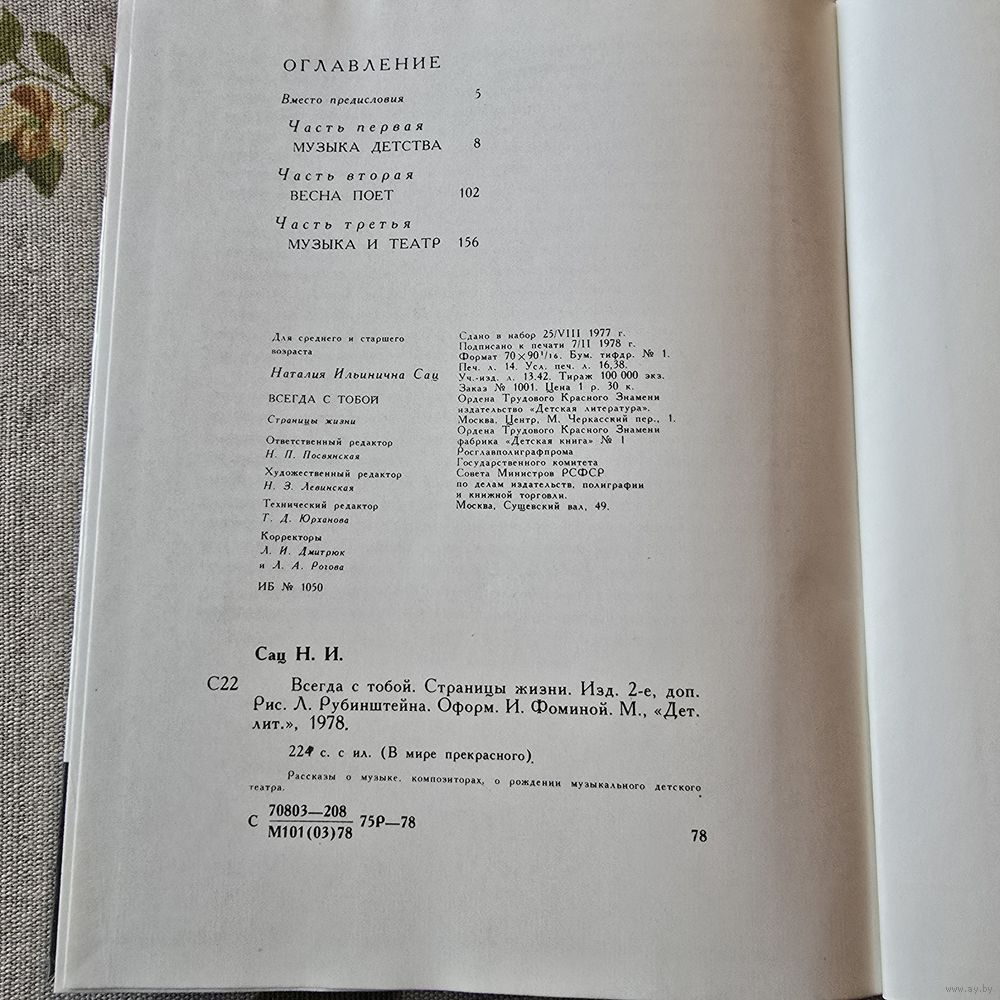 ОГЛАВЛЕНИЕ
Вместо предисловия 5
Часть первая
МУЗЫКА ДЕТСТВА 8
Часть вторая
ВЕСНА ПОЕТ 102
Часть третья
МУЗЫКА И ТЕАТР 156
Для среднего и старшего
возраста
Наталия Ильинична Сац
ВСЕГДА С ТОБОЙ
Страницы жизни
Ответственный редактор
Н. П. Посвянская
Художественный редактор
Н. З. Левинская
Технический редактор
Т. Д. Юрханова
Корректоры
Л. И. Дмитрюк
и Л. А. Рогова
ИБ № 1050
Сдано в набор 25/VIII 1977 г.
Подписано к печати 7/II 1978 г.
Формат 70×90¹/₁₆. Бум. тифдр. № 1.
Печ. л. 14. Усл. печ. л. 16,38.
Уч.-изд. л. 13.42. Тираж 100 000 экз.
Заказ № 1001. Цена 1 р. 30 к.
Ордена Трудового Красного Знамени
издательство «Детская литература».
Москва, Центр, М. Черкасский пер., 1.
Ордена Трудового Красного Знамени
фабрика «Детская книга» № 1
Росглавполиграфпрома
Государственного комитета
Совета Министров РСФСР
по делам издательств, полиграфии
и книжной торговли.
Москва, Сущевский вал, 49.
Сац Н. И.
С22 Всегда с тобой. Страницы жизни. Изд. 2-е, доп.
Рис. Л. Рубинштейна. Оформ. И. Фоминой. М., «Дет.
лит.», 1978.
224 с. с ил. (В мире прекрасного).
Рассказы о музыке, композиторах, о рождении музыкального детского
театра.
С 70803—208
М101(03)78 75Р—78
78
www.ay.by